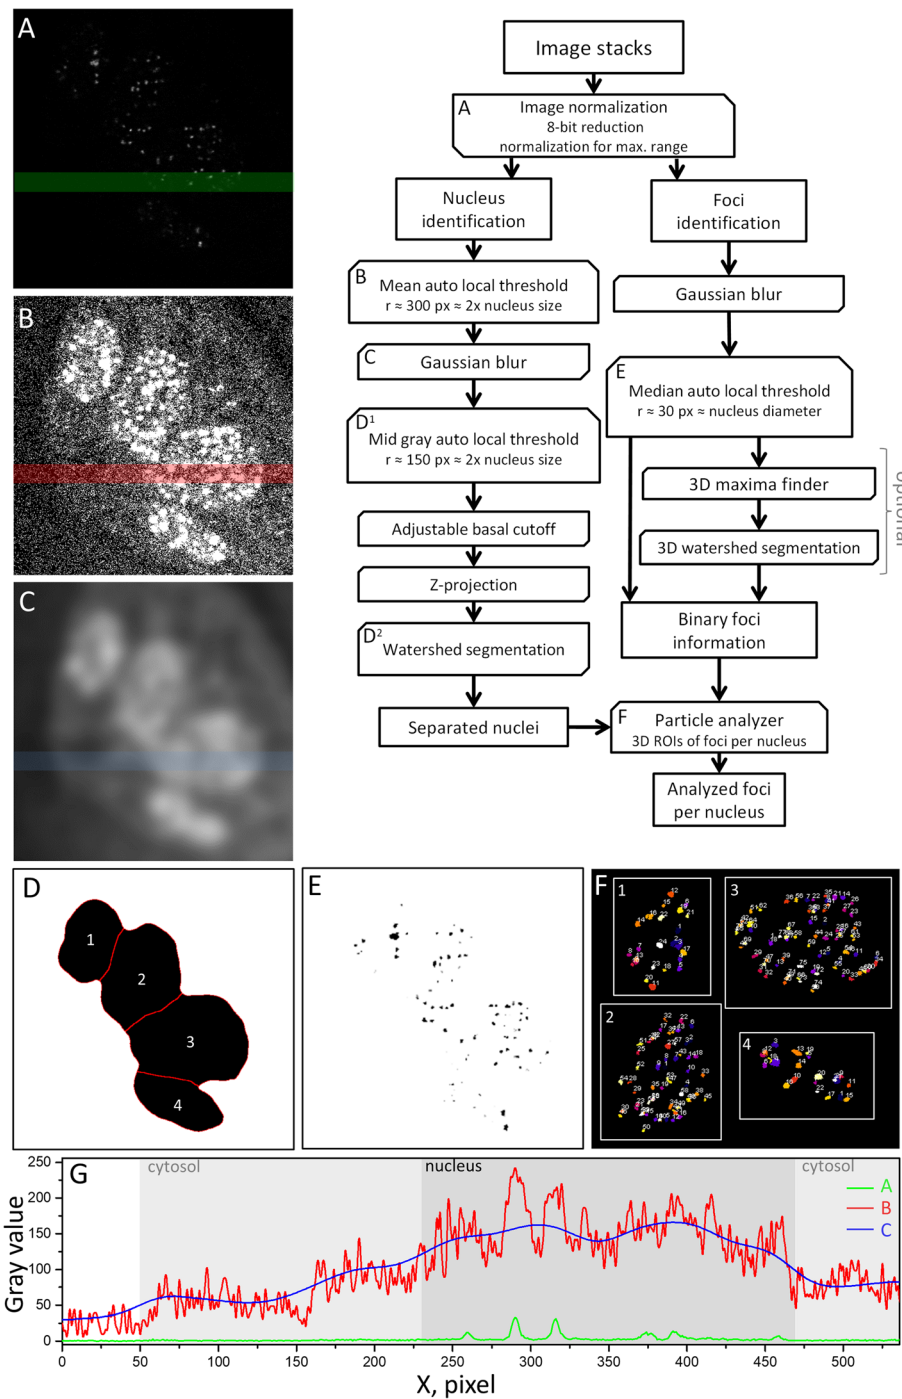 A
Image stacks
A
Image normalization
8-bit reduction
normalization for max. range
Nucleus
identification
Foci
identification
B
Mean auto local threshold
r ≈ 300 px ≈ 2x nucleus size
Gaussian blur
B
C
Gaussian blur
E
Median auto local threshold
r ≈ 30 px ≈ nucleus diameter
D1
Mid gray auto local threshold
r ≈ 150 px ≈ 2x nucleus size
3D maxima finder
optional
Adjustable basal cutoff
3D watershed segmentation
Z-projection
C
Binary foci
information
D2
Watershed segmentation
Separated nuclei
F
Particle analyzer
3D ROIs of foci per nucleus
Analyzed foci
per nucleus
D
1
2
3
4
E
F
1
3
2
4
G
cytosol
nucleus
cytosol
A
B
C
Gray value
250
200
150
100
50
0
0 50 100 150 200 250 300 350 400 450 500
X, pixel